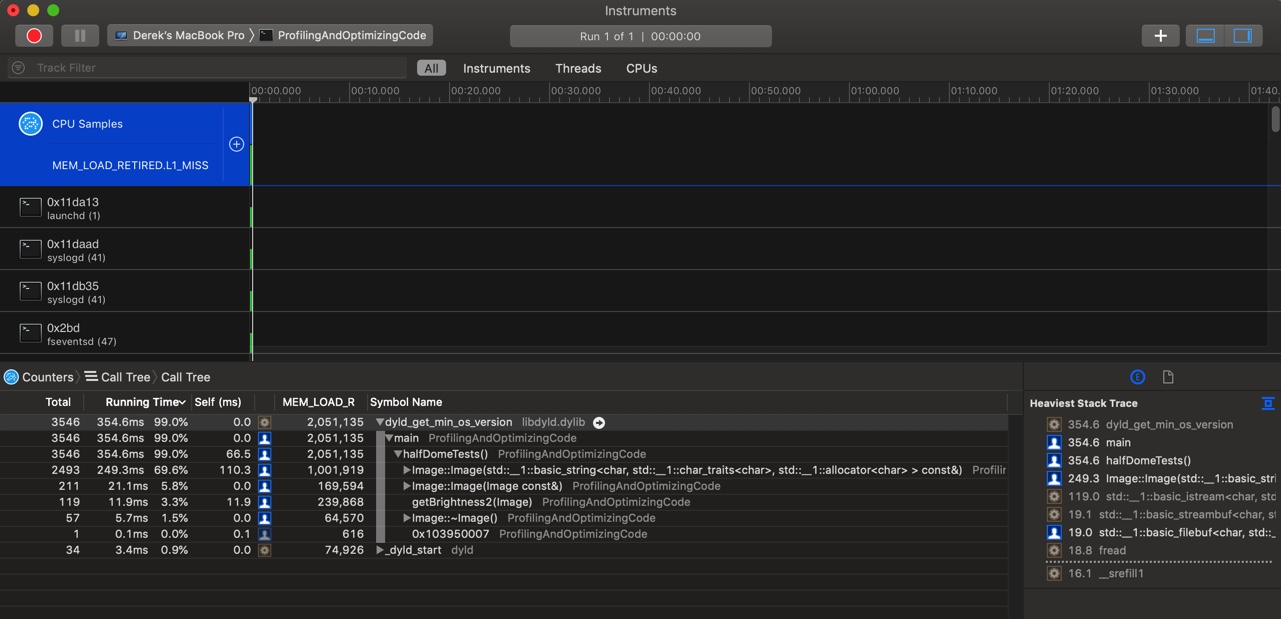 Instruments
Derek's MacBook Pro ProfilingAndOptimizingCode Run 1 of 1 | 00:00:00
Track Filter All Instruments Threads CPUs
00:00.000 00:10.000 00:20.000 00:30.000 00:40.000 00:50.000 01:00.000 01:10.000 01:20.000 01:30.000 01:40.
CPU Samples
MEM_LOAD_RETIRED.L1_MISS
0x11da13
launchd (1)
0x11daad
syslogd (41)
0x11db35
syslogd (41)
0x2bd
fseventsd (47)
Counters Call Tree Call Tree
Total Running Time Self (ms) MEM_LOAD_R Symbol Name
3546 354.6ms 99.0% 0.0 2,051,135 dyld_get_min_os_version libdyld.dylib
3546 354.6ms 99.0% 0.0 2,051,135 main ProfilingAndOptimizingCode
3546 354.6ms 99.0% 66.5 2,051,135 halfDomeTests() ProfilingAndOptimizingCode
2493 249.3ms 69.6% 110.3 1,001,919 Image::Image(std::__1::basic_string<char, std::__1::char_traits<char>, std::__1::allocator<char> > const&) Profilin
211 21.1ms 5.8% 0.0 169,594 Image::Image(Image const&) ProfilingAndOptimizingCode
119 11.9ms 3.3% 11.9 239,868 getBrightness2(Image) ProfilingAndOptimizingCode
57 5.7ms 1.5% 0.0 64,570 Image::~Image() ProfilingAndOptimizingCode
1 0.1ms 0.0% 0.1 616 0x103950007 ProfilingAndOptimizingCode
34 3.4ms 0.9% 0.0 74,926 _dyld_start dyld
E
Heaviest Stack Trace
354.6 dyld_get_min_os_version
354.6 main
354.6 halfDomeTests()
249.3 Image::Image(std::__1::basic_stri
119.0 std::__1::basic_istream<char, std
19.1 std::__1::basic_streambuf<char, st
19.0 std::__1::basic_filebuf<char, std::_
18.8 fread
16.1 __srefill1